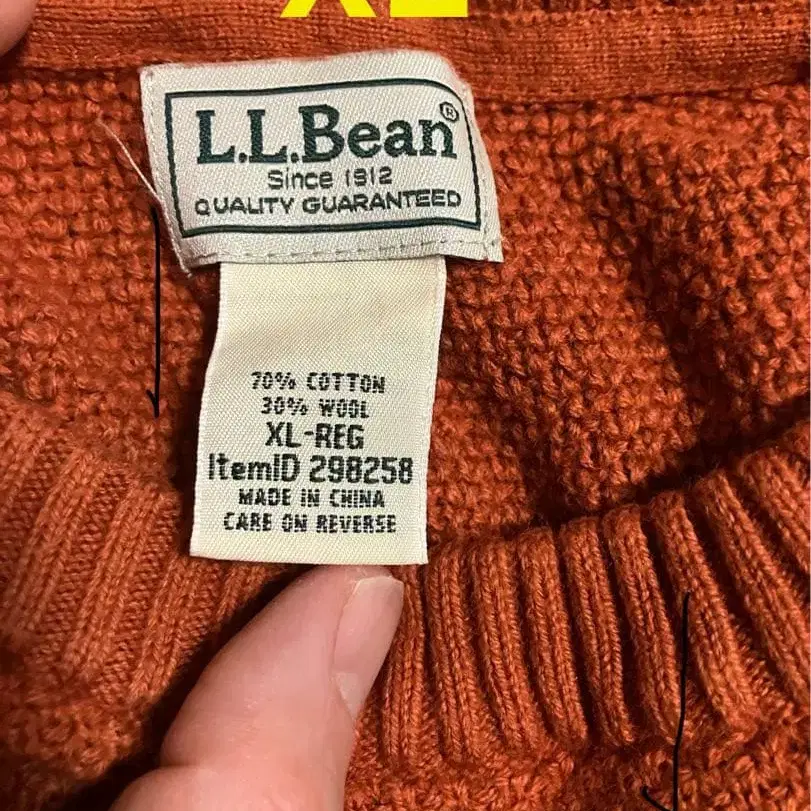 XL
L.L.Bean®
Since 1912
QUALITY GUARANTEED
70% COTTON
30% WOOL
XL-REG
ItemID 298258
MADE IN CHINA
CARE ON REVERSE